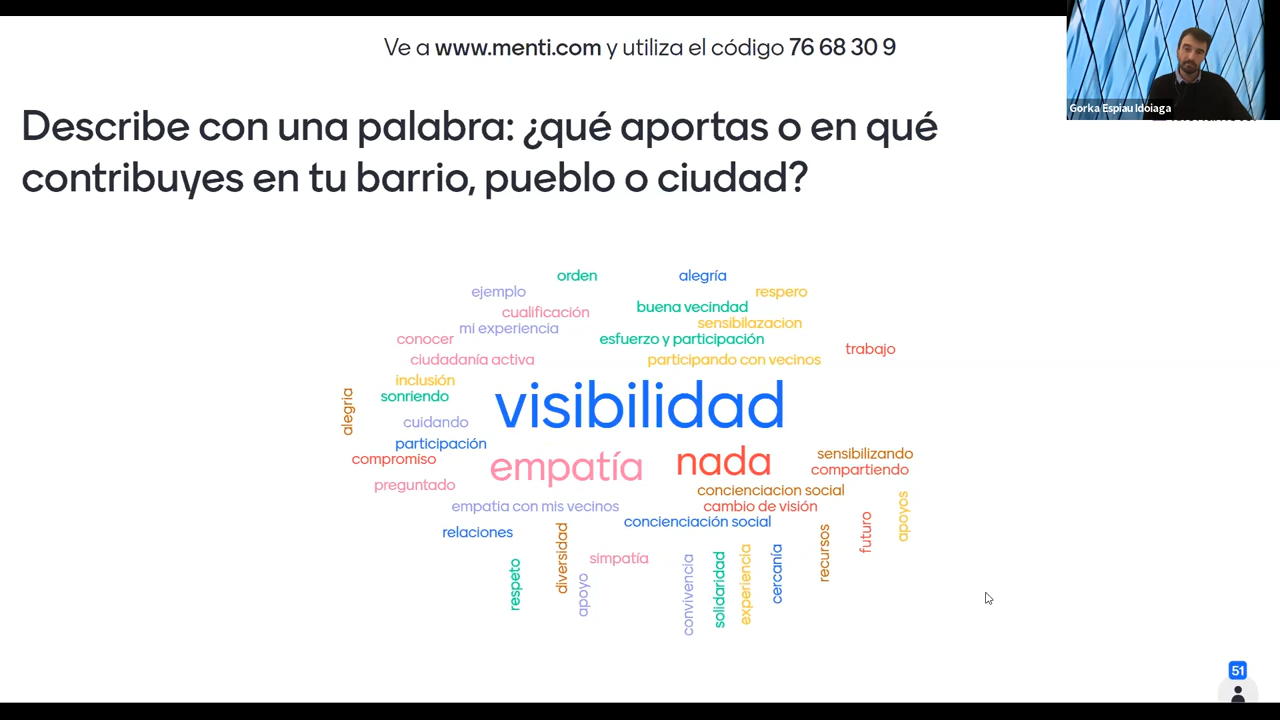 Ve a www.menti.com y utiliza el código 76 68 30 9
Gorka Espiau Idoiaga
Describe con una palabra: ¿qué aportas o en qué
contribuyes en tu barrio, pueblo o ciudad?
orden
alegría
ejemplo
respero
cualificación
buena vecindad
mi experiencia
sensibilazacion
conocer
esfuerzo y participación
trabajo
ciudadanía activa
participando con vecinos
inclusión
sonriendo
alegria
visibilidad
cuidando
participación
compromiso
empatía
nada
sensibilizando
compartiendo
preguntado
concienciacion social
empatia con mis vecinos
cambio de visión
relaciones
concienciación social
apoyos
futuro
recursos
diversidad
simpatía
respeto
apoyo
convivencia
solidaridad
experiencia
cercanía
51